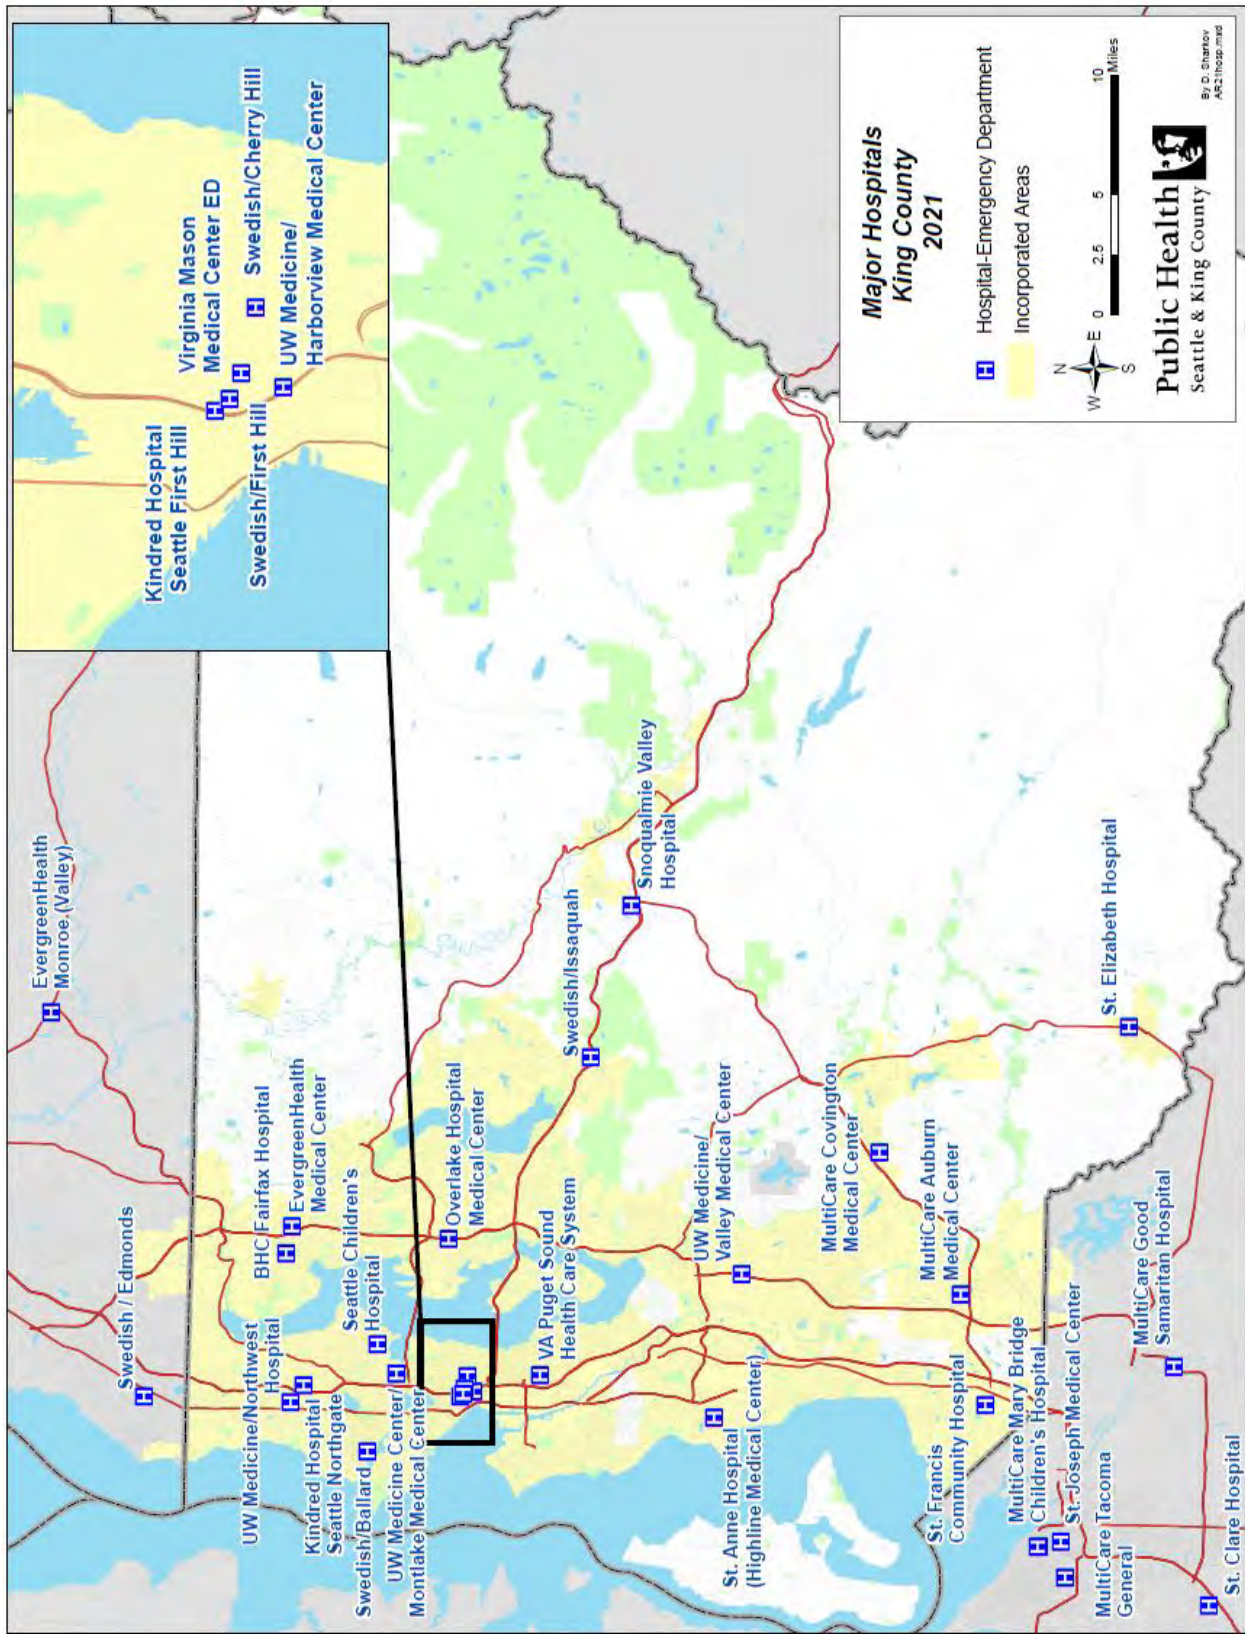 Kindred Hospital
Seattle First Hill
Virginia Mason
Medical Center ED
Swedish/Cherry Hill
Swedish/First Hill
UW Medicine/
Harborview Medical Center
EvergreenHealth
Monroe (Valley)
Swedish / Edmonds
BHC/Fairfax Hospital
EvergreenHealth
Medical Center
UW Medicine/Northwest
Hospital
Kindred Hospital
Seattle Northgate
Seattle Children's
Hospital
Swedish/Ballard
UW Medicine Center/
Montlake Medical Center
Overlake Hospital
Medical Center
VA Puget Sound
Health Care System
Swedish/Issaquah
Snoqualmie Valley
Hospital
St. Anne Hospital
(Highline Medical Center)
UW Medicine/
Valley Medical Center
MultiCare Covington
Medical Center
MultiCare Auburn
Medical Center
St. Elizabeth Hospital
St. Francis
Community Hospital
MultiCare Mary Bridge
Children's Hospital
St. Joseph Medical Center
MultiCare Tacoma
General
MultiCare Good
Samaritan Hospital
St. Clare Hospital
Major Hospitals
King County
2021
H Hospital-Emergency Department
Incorporated Areas
N
W E
S
0 2.5 5 10
Miles
Public Health
Seattle & King County
By D. Sharkov
AR21hosp.mxd